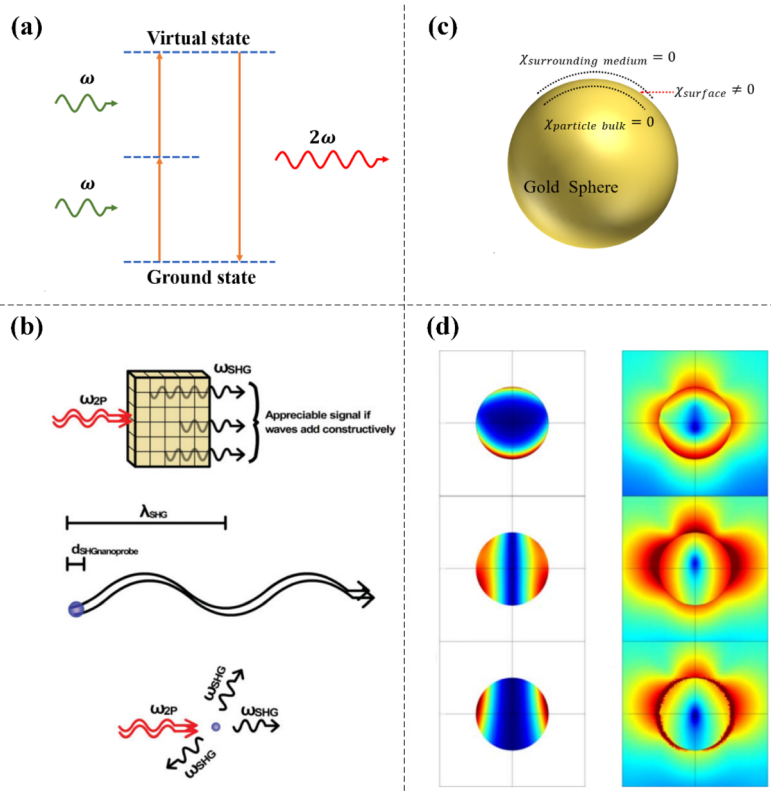 (a)
Virtual state
ω
2ω
ω
Ground state
(b)
ωSHG
ω2P
Appreciable signal if
waves add constructively
λSHG
dSHGnanoprobe
ωSHG
ω2P
ωSHG
ωSHG
(c)
χsurrounding medium = 0
χsurface ≠ 0
χparticle bulk = 0
Gold Sphere
(d)